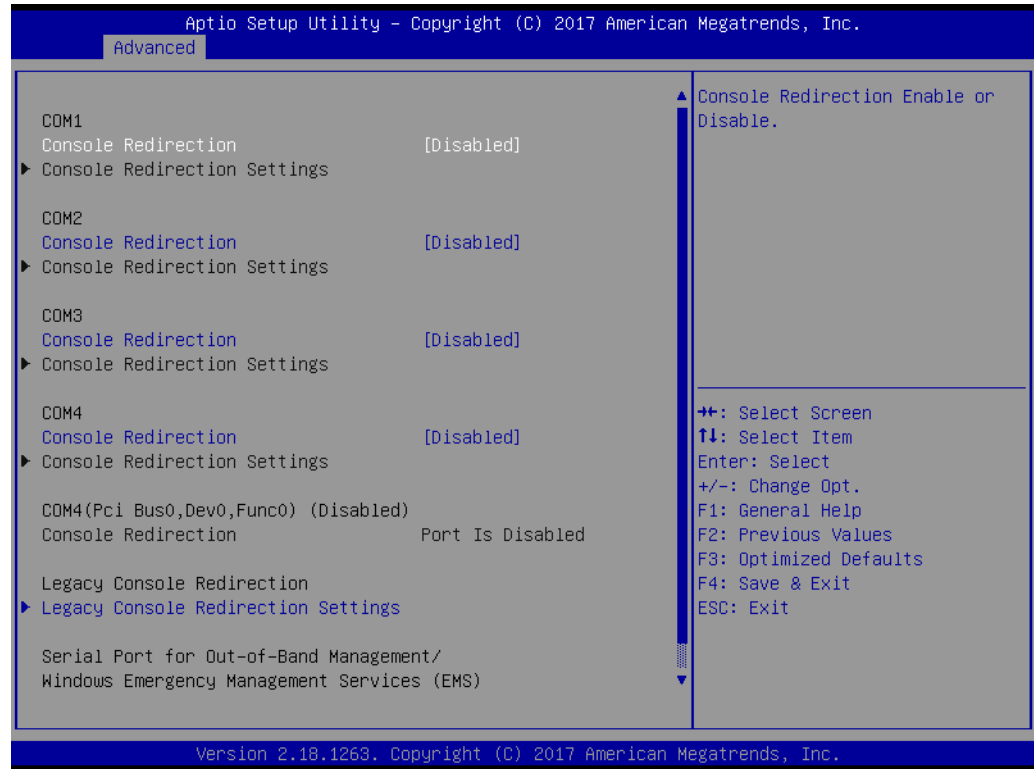 Aptio Setup Utility – Copyright (C) 2017 American Megatrends, Inc.
Advanced
COM1
Console Redirection [Disabled]
▶ Console Redirection Settings
COM2
Console Redirection [Disabled]
▶ Console Redirection Settings
COM3
Console Redirection [Disabled]
▶ Console Redirection Settings
COM4
Console Redirection [Disabled]
▶ Console Redirection Settings
COM4(Pci Bus0,Dev0,Func0) (Disabled)
Console Redirection Port Is Disabled
Legacy Console Redirection
▶ Legacy Console Redirection Settings
Serial Port for Out-of-Band Management/
Windows Emergency Management Services (EMS)
Console Redirection Enable or
Disable.
→←: Select Screen
↑↓: Select Item
Enter: Select
+/-: Change Opt.
F1: General Help
F2: Previous Values
F3: Optimized Defaults
F4: Save & Exit
ESC: Exit
Version 2.18.1263. Copyright (C) 2017 American Megatrends, Inc.